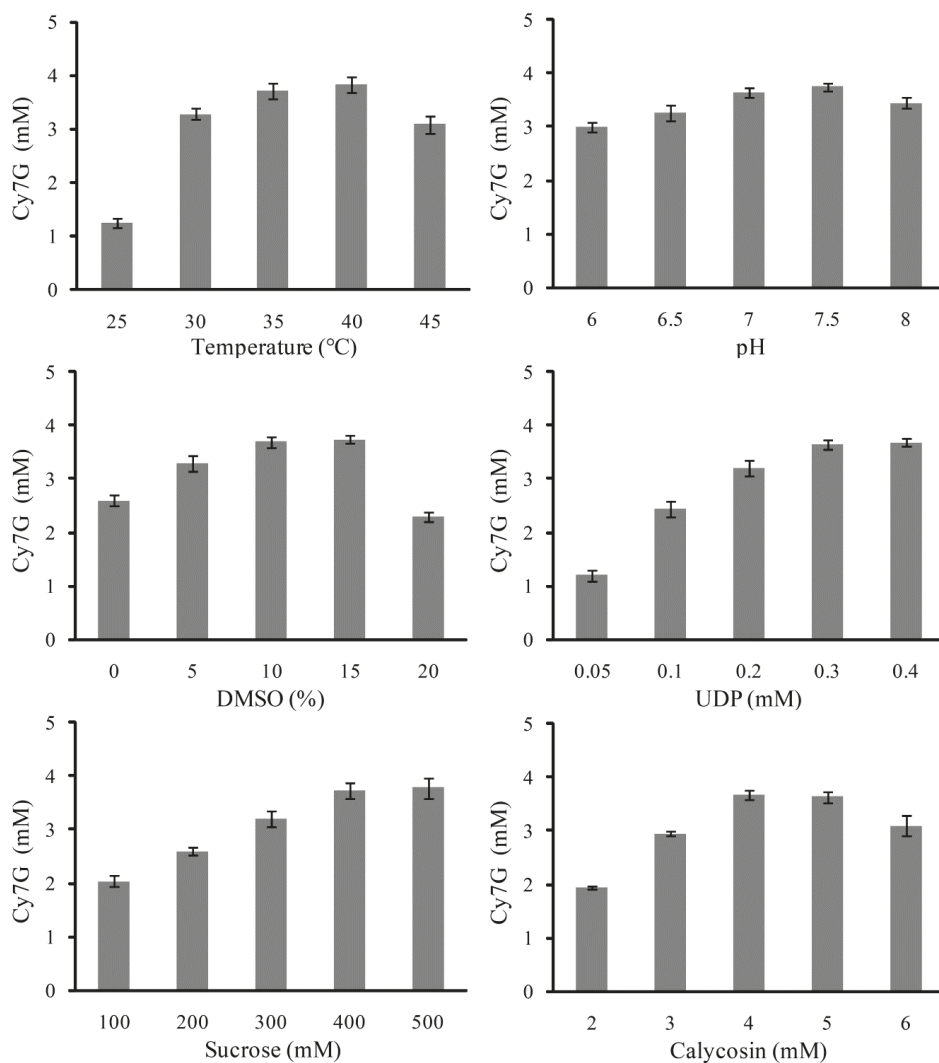 5
4
3
2
1
0
Cy7G (mM)
25 30 35 40 45
Temperature (°C)
5
4
3
2
1
0
Cy7G (mM)
6 6.5 7 7.5 8
pH
5
4
3
2
1
0
Cy7G (mM)
0 5 10 15 20
DMSO (%)
5
4
3
2
1
0
Cy7G (mM)
0.05 0.1 0.2 0.3 0.4
UDP (mM)
5
4
3
2
1
0
Cy7G (mM)
100 200 300 400 500
Sucrose (mM)
5
4
3
2
1
0
Cy7G (mM)
2 3 4 5 6
Calycosin (mM)